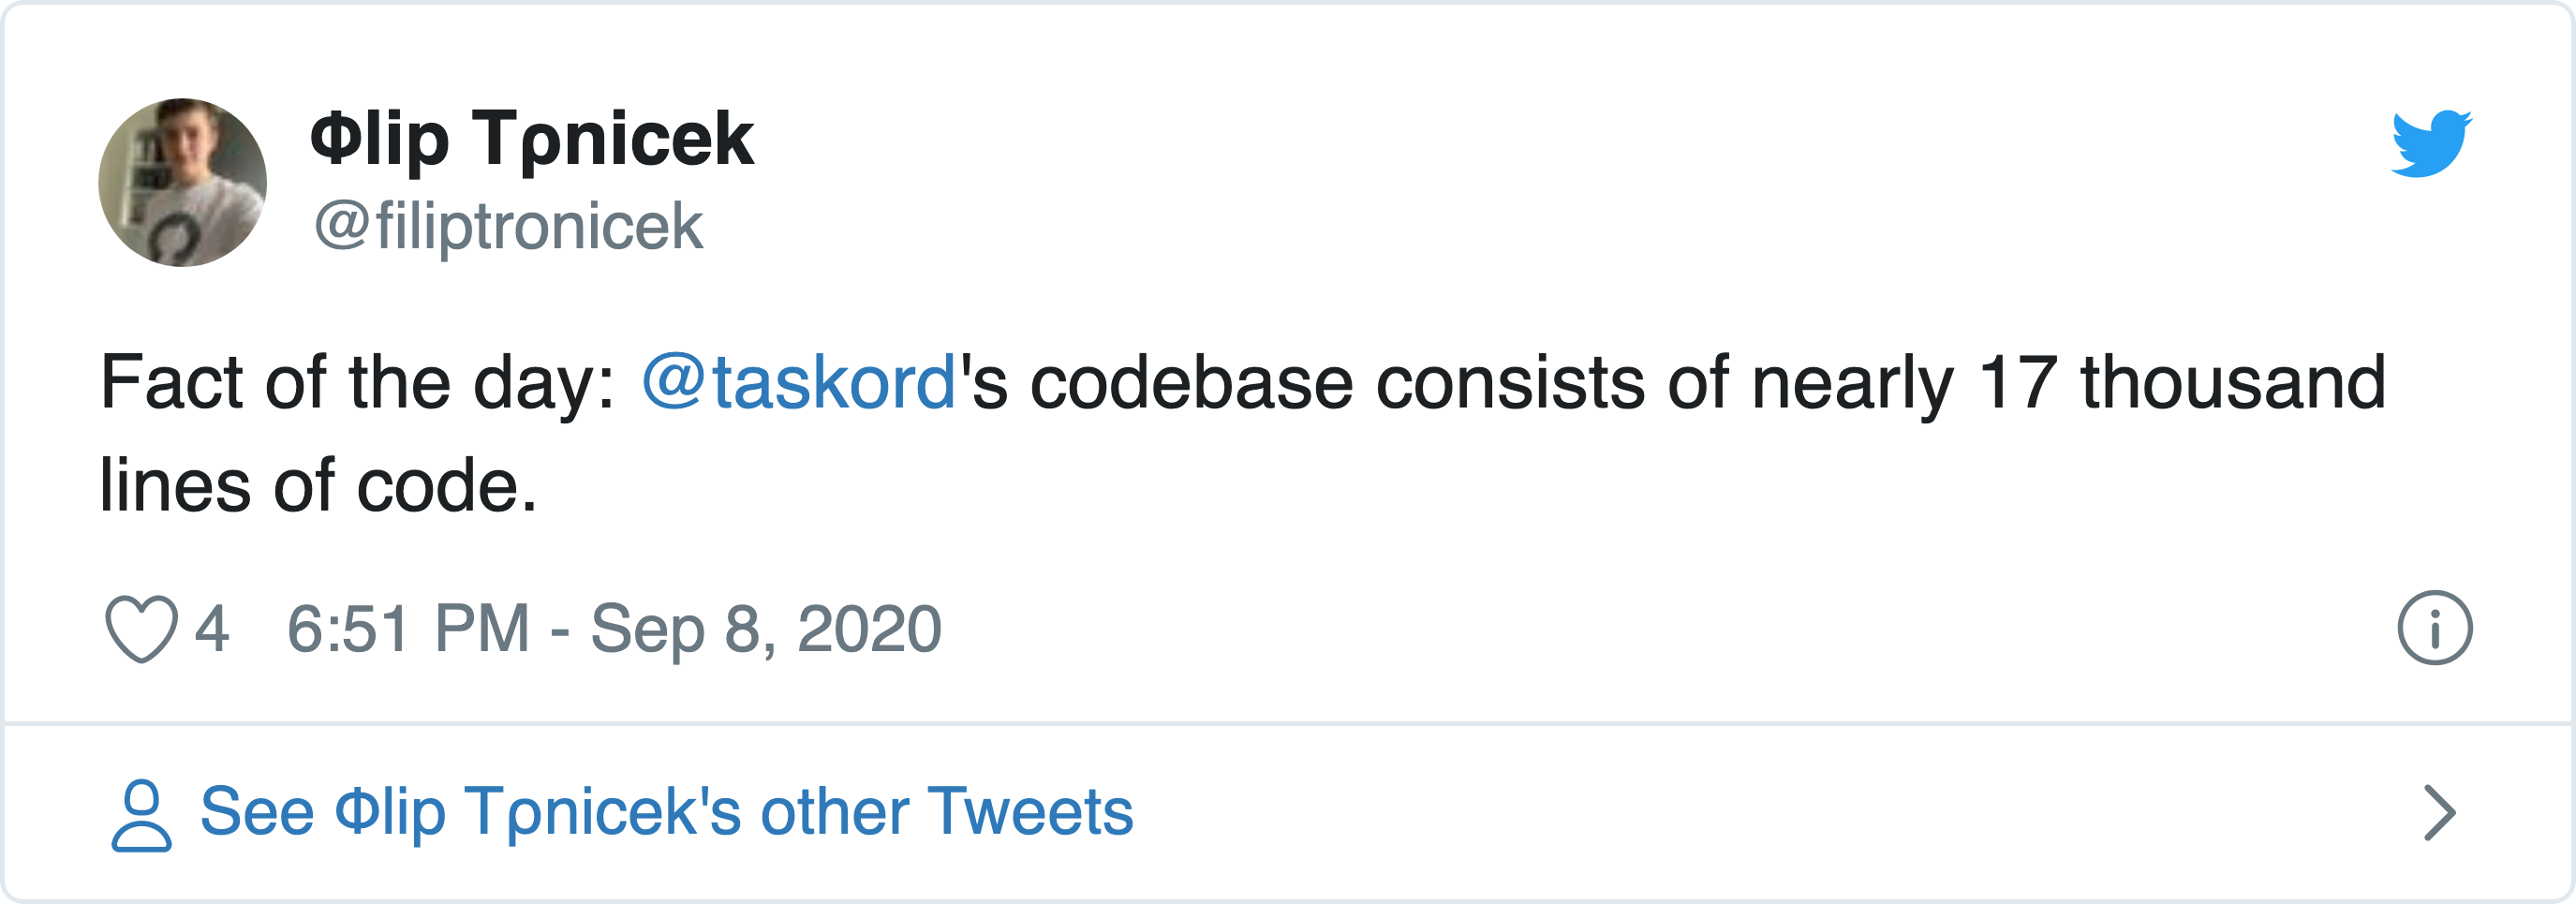 Φlip Tρnicek
@filiptronicek
Fact of the day: @taskord's codebase consists of nearly 17 thousand
lines of code.
4 6:51 PM - Sep 8, 2020
See Φlip Tρnicek's other Tweets